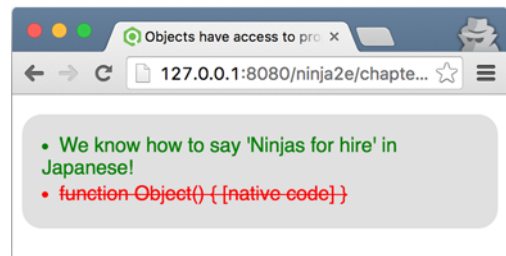 Objects have access to pro
127.0.0.1:8080/ninja2e/chapte...
• We know how to say 'Ninjas for hire' in
Japanese!
• function Object() { [native code] }